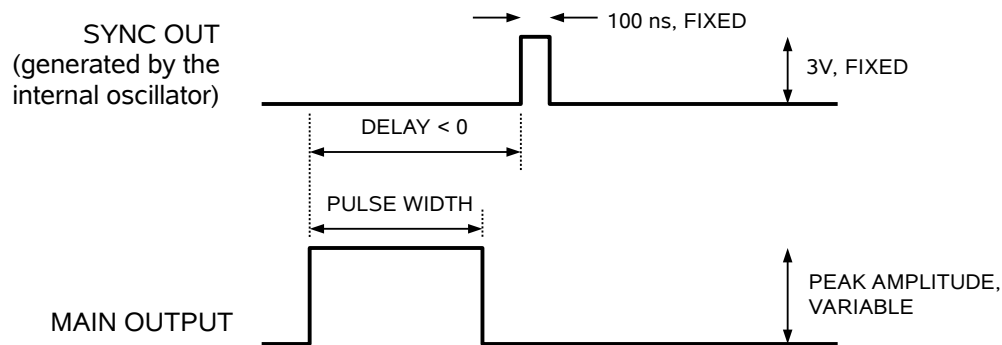 100 ns, FIXED
SYNC OUT
(generated by the
internal oscillator)
3V, FIXED
DELAY < 0
PULSE WIDTH
PEAK AMPLITUDE,
VARIABLE
MAIN OUTPUT